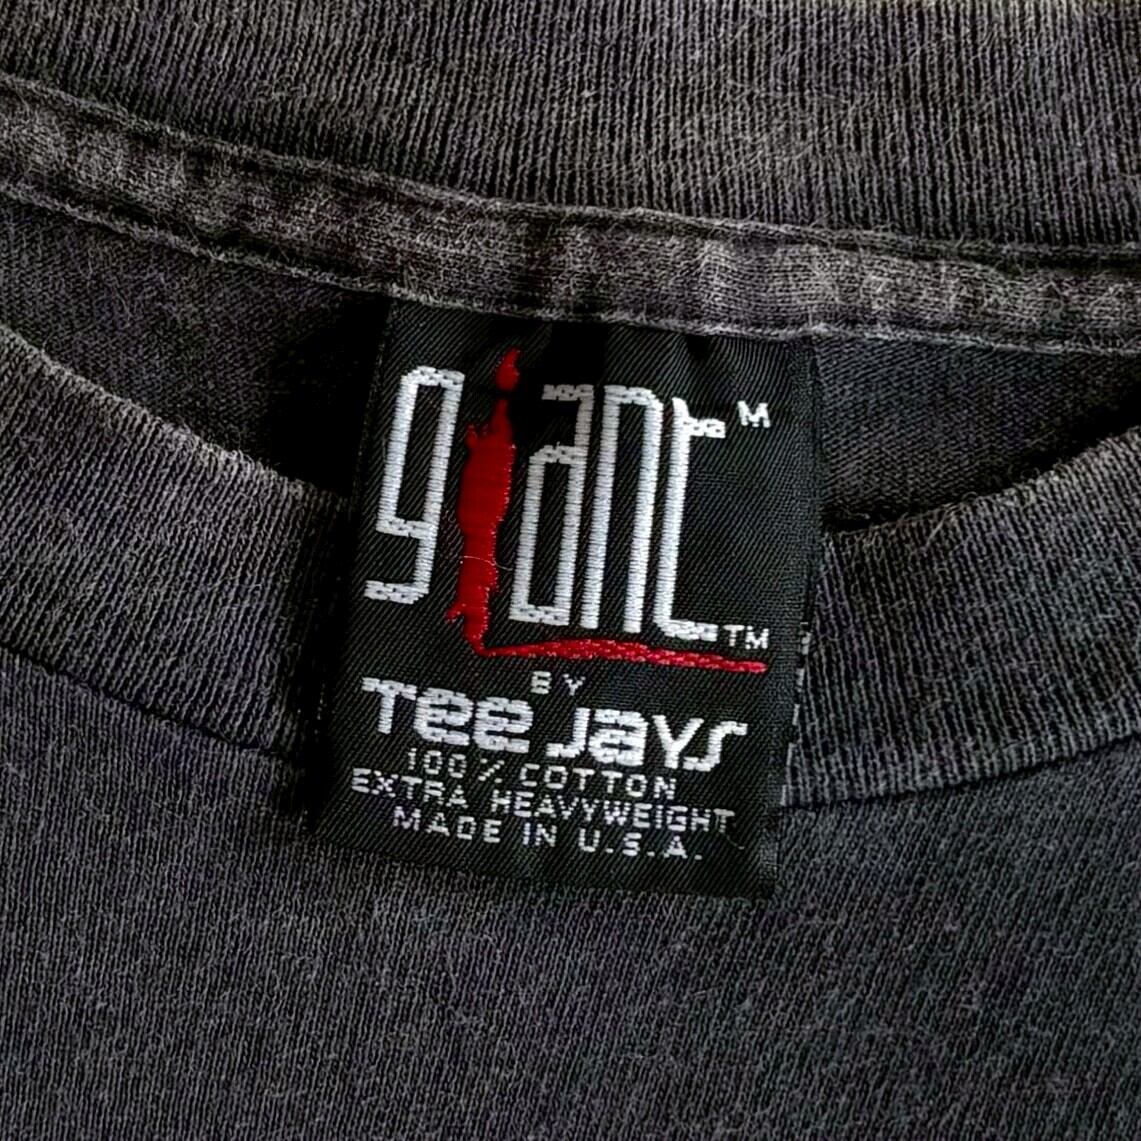 giant M
TM
BY
Tee Jays
100% COTTON
EXTRA HEAVYWEIGHT
MADE IN U.S.A.